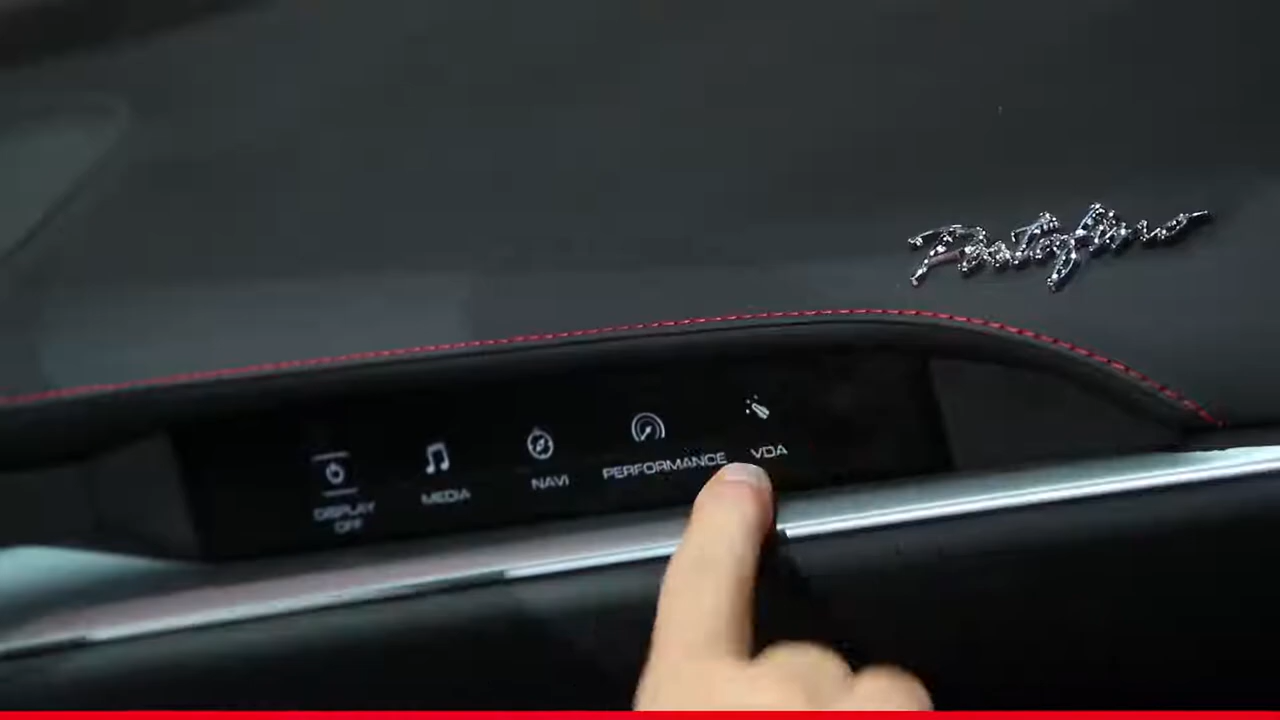 Portofino
DISPLAY
OFF
MEDIA
NAVI
PERFORMANCE
VDA